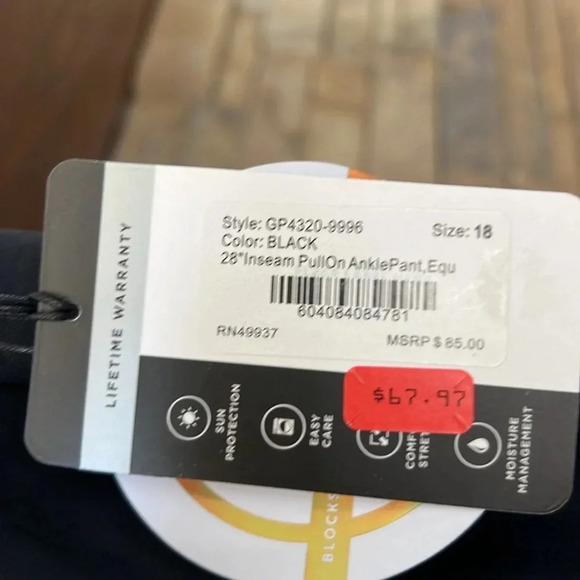 LIFETIME WARRANTY
Style: GP4320-9996
Size: 18
Color: BLACK
28"Inseam PullOn AnklePant,Equ
604084084781
RN49937
MSRP $ 85.00
$67.97
SUN
PROTECTION
EASY
CARE
MOISTURE
MANAGEMENT
BLOCKS